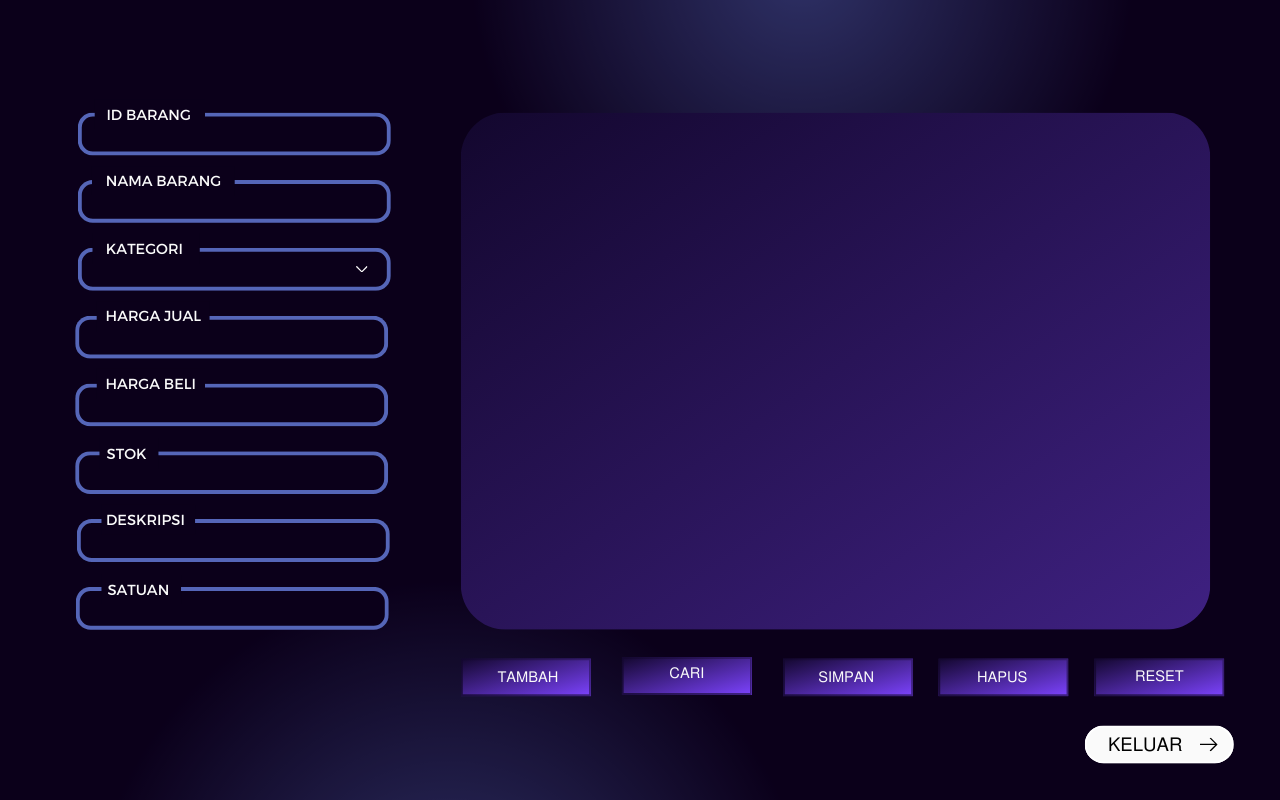 ID BARANG
NAMA BARANG
KATEGORI
HARGA JUAL
HARGA BELI
STOK
DESKRIPSI
SATUAN
TAMBAH
CARI
SIMPAN
HAPUS
RESET
KELUAR